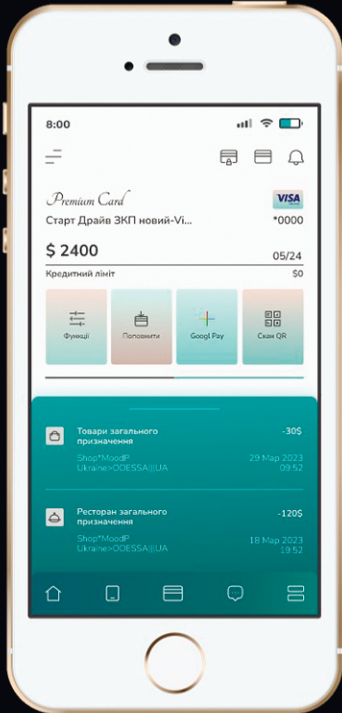 8:00
Premium Card
VISA
Старт Драйв ЗКП новий-Vi...
*0000
$ 2400
05/24
Кредитний ліміт
$0
Функції
Поповнити
Googl Pay
Скан QR
Товари загального
призначення
-30$
Shop*MoodP
Ukraine>ODESSA|||UA
29 Мар 2023
09:52
Ресторан загального
призначення
-120$
Shop*MoodP
Ukraine>ODESSA|||UA
18 Мар 2023
19:52